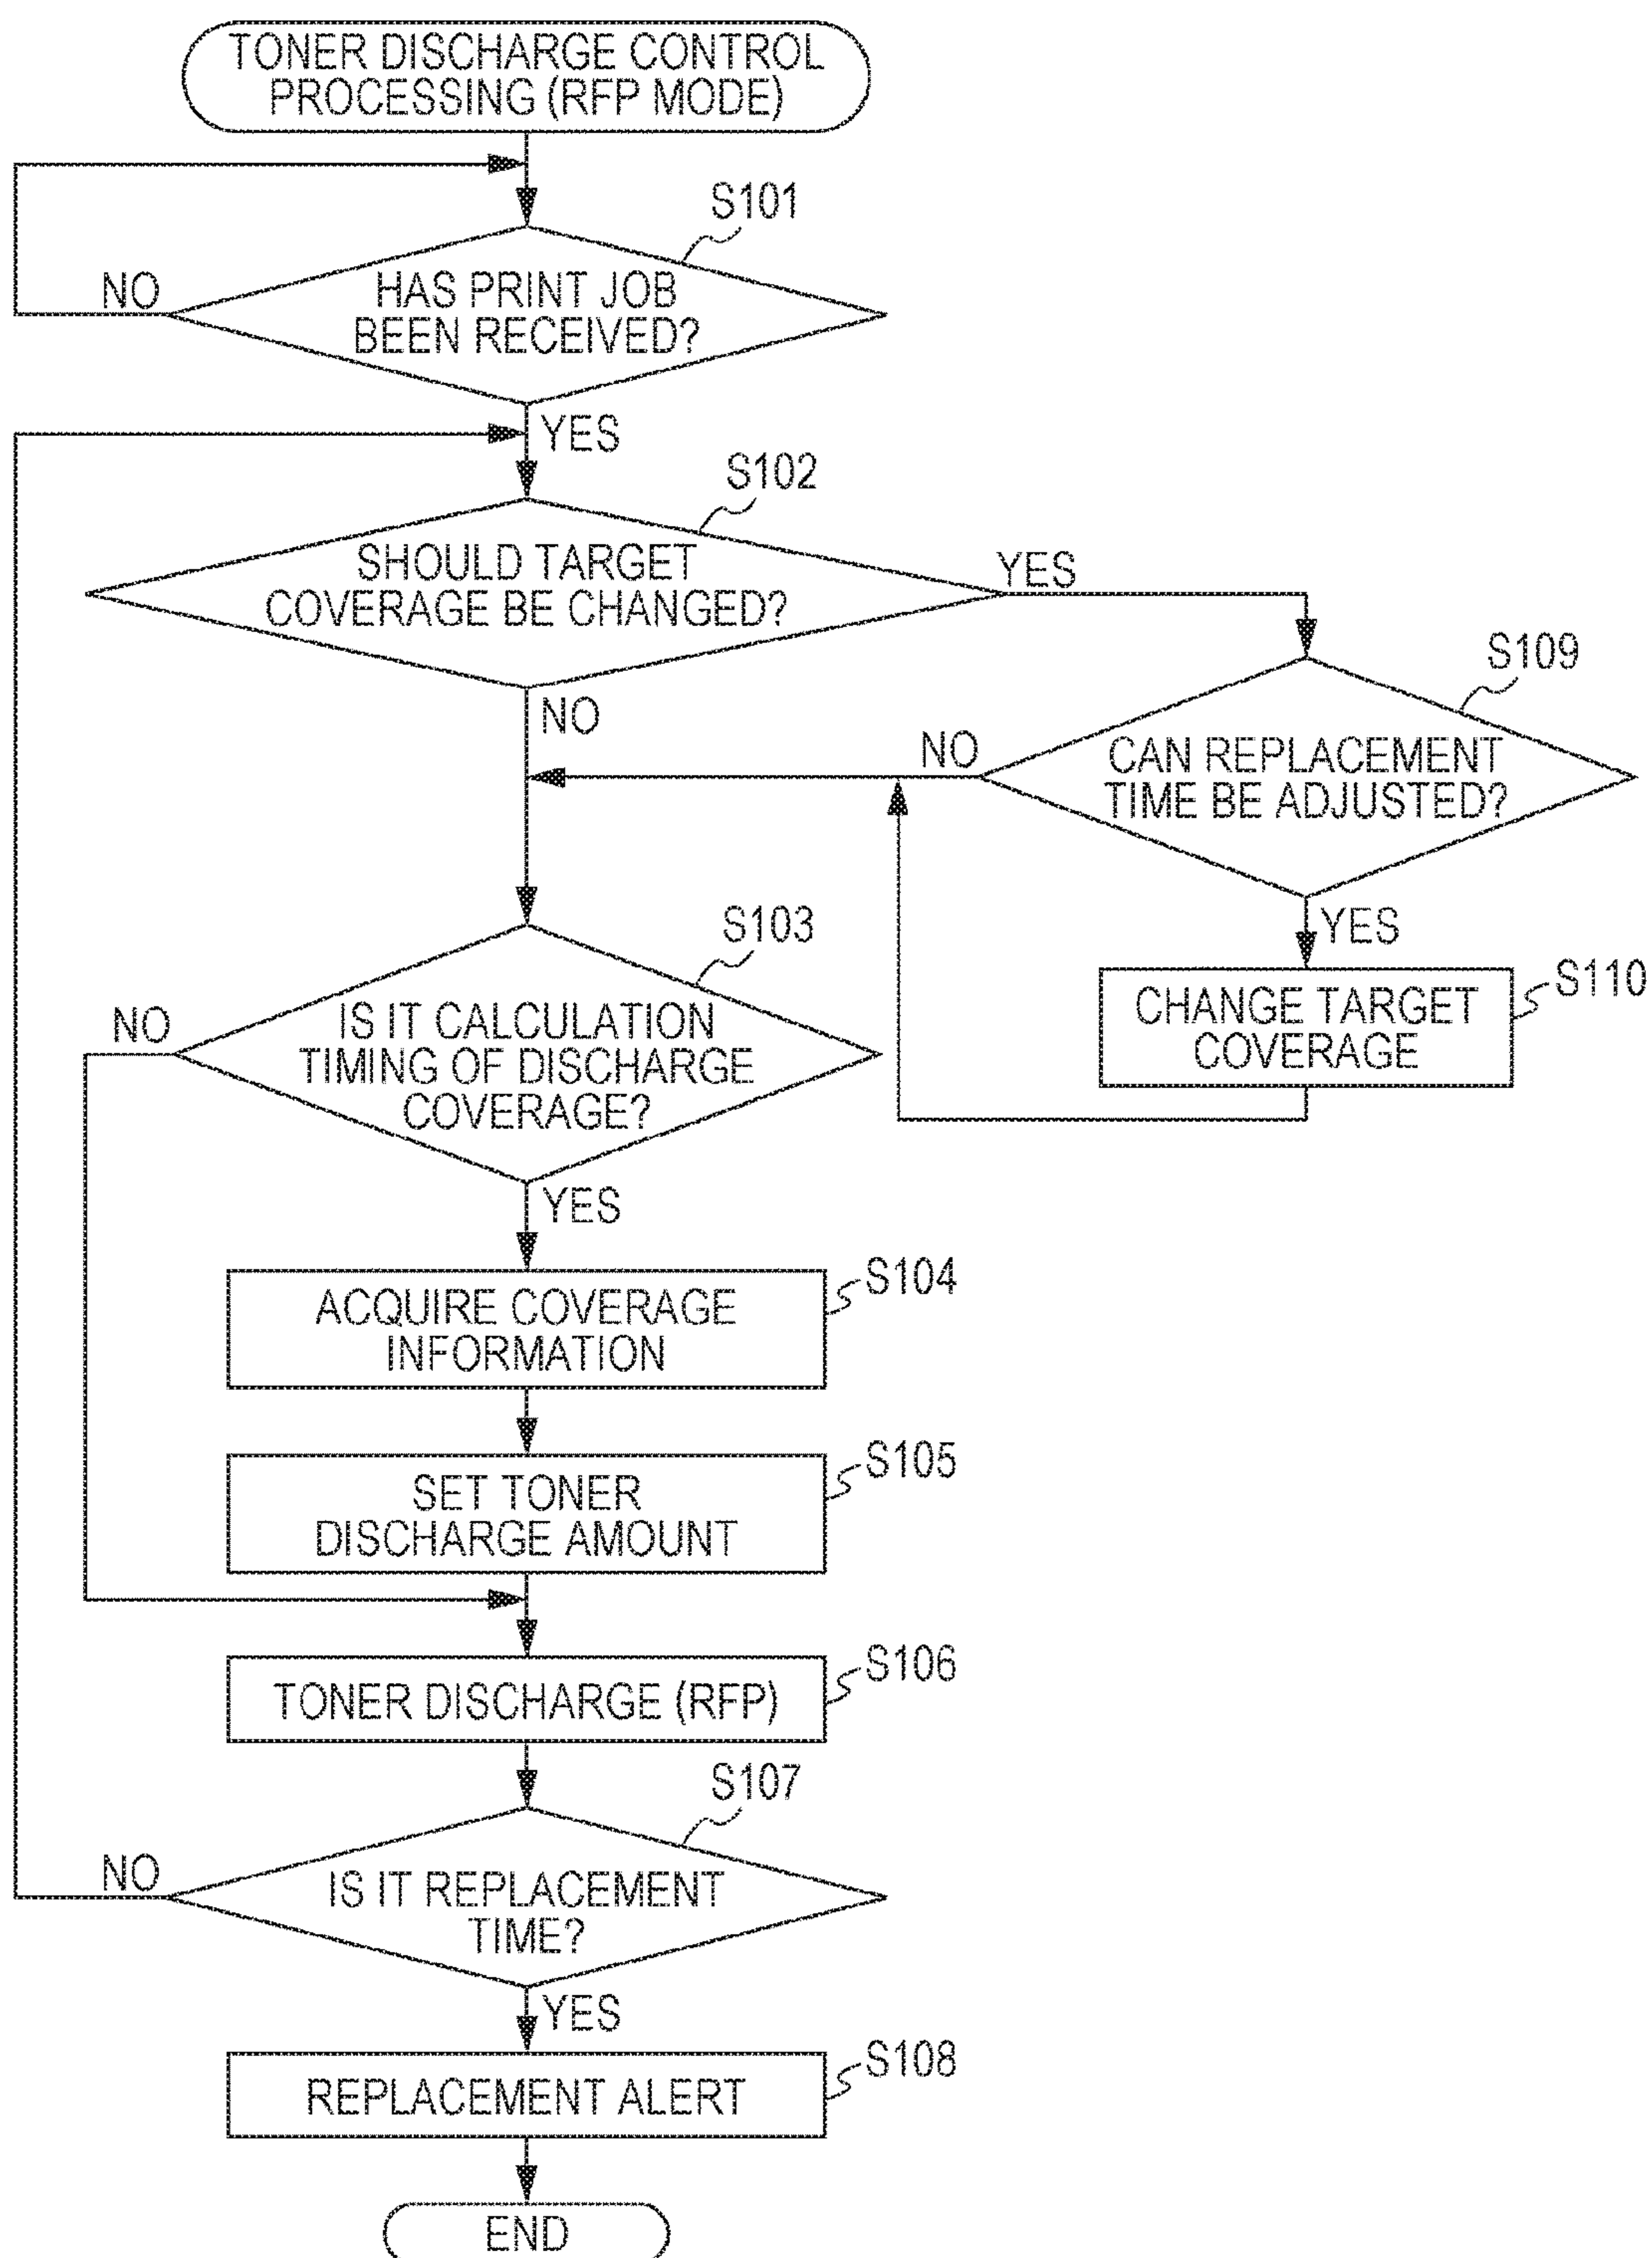 TONER DISCHARGE CONTROL
PROCESSING (RFP MODE)
S101
HAS PRINT JOB
BEEN RECEIVED?
NO
YES
S102
SHOULD TARGET
COVERAGE BE CHANGED?
YES
NO
S109
CAN REPLACEMENT
TIME BE ADJUSTED?
NO
YES
S110
CHANGE TARGET
COVERAGE
S103
IS IT CALCULATION
TIMING OF DISCHARGE
COVERAGE?
NO
YES
S104
ACQUIRE COVERAGE
INFORMATION
S105
SET TONER
DISCHARGE AMOUNT
S106
TONER DISCHARGE (RFP)
S107
IS IT REPLACEMENT
TIME?
NO
YES
S108
REPLACEMENT ALERT
END